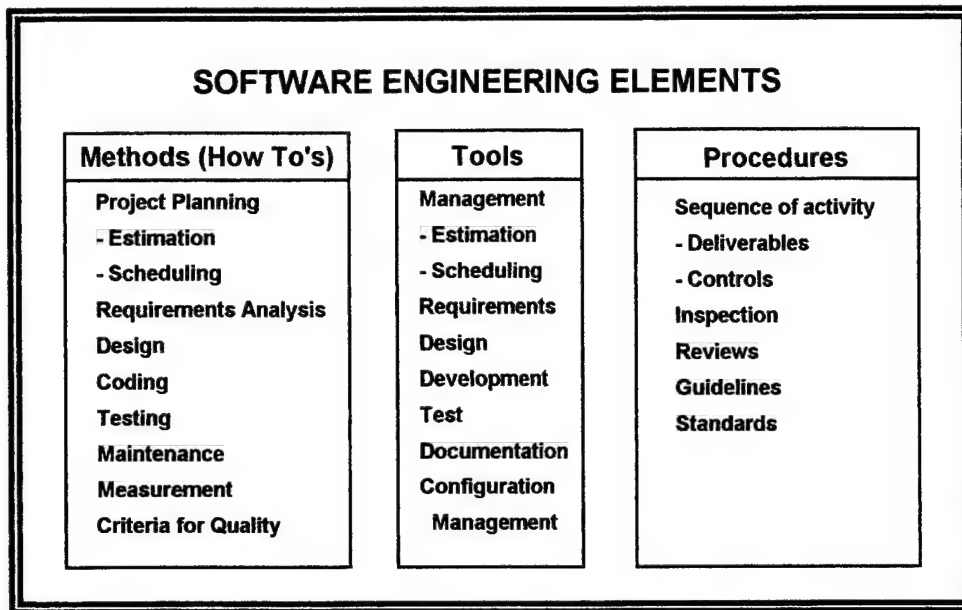 SOFTWARE ENGINEERING ELEMENTS
Methods (How To's)
Project Planning
- Estimation
- Scheduling
Requirements Analysis
Design
Coding
Testing
Maintenance
Measurement
Criteria for Quality
Tools
Management
- Estimation
- Scheduling
Requirements
Design
Development
Test
Documentation
Configuration
Management
Procedures
Sequence of activity
- Deliverables
- Controls
Inspection
Reviews
Guidelines
Standards